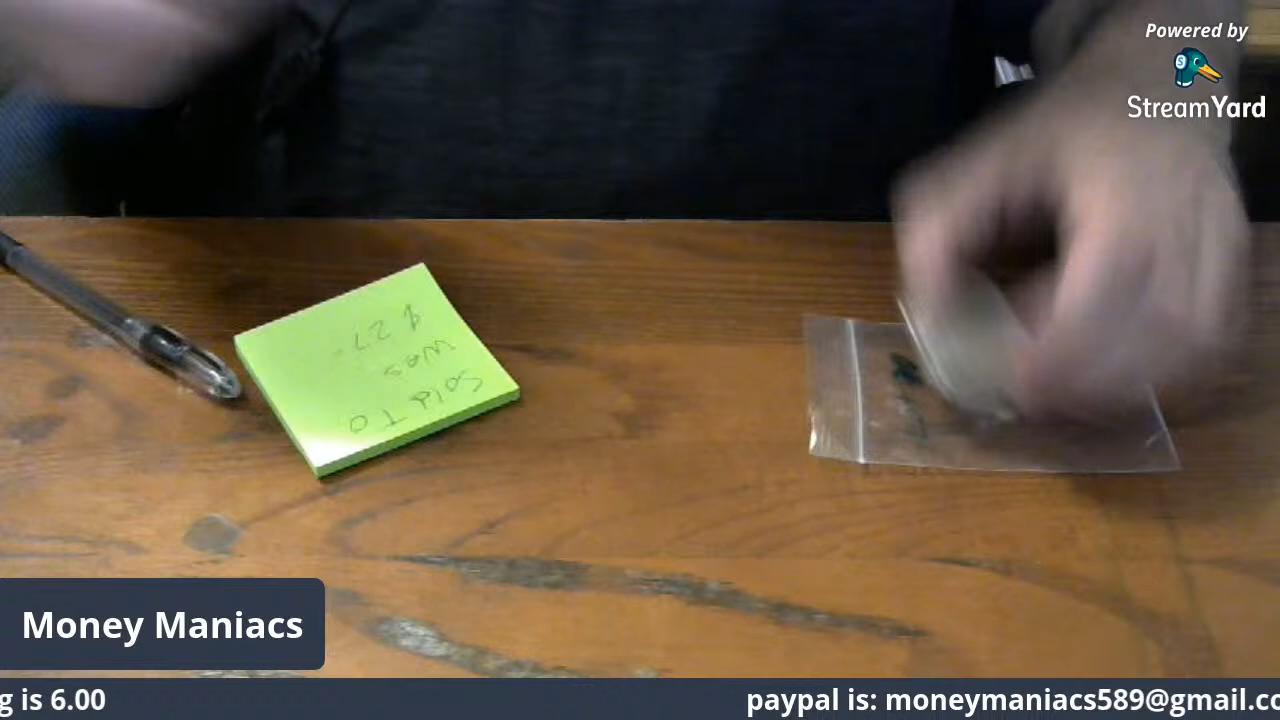 Powered by
StreamYard
Sold To
Was
$ 27.
Money Maniacs
g is 6.00
paypal is: moneymaniacs589@gmail.co